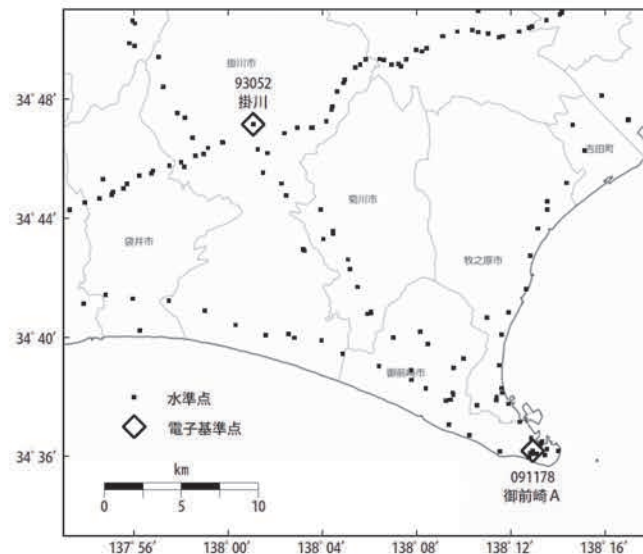 34˚48'
34˚44'
34˚40'
34˚36'
掛川市
93052
掛川
吉田町
菊川市
袋井市
牧之原市
御前崎市
水準点
電子基準点
km
0 5 10
091178
御前崎A
137˚56' 138˚00' 138˚04' 138˚08' 138˚12' 138˚16'